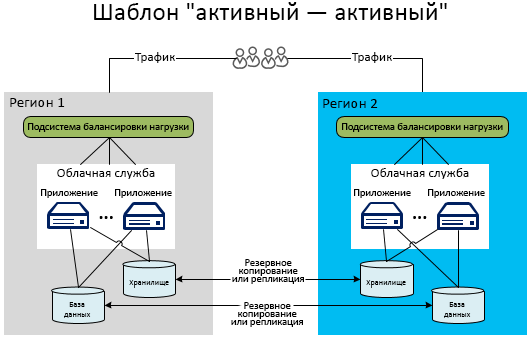 Шаблон "активный — активный"
Трафик
Трафик
Регион 1
Подсистема балансировки нагрузки
Облачная служба
Приложение
Приложение
...
Хранилище
База
данных
Регион 2
Подсистема балансировки нагрузки
Облачная служба
Приложение
Приложение
...
Хранилище
База
данных
Резервное
копирование
или репликация
Резервное
копирование
или репликация